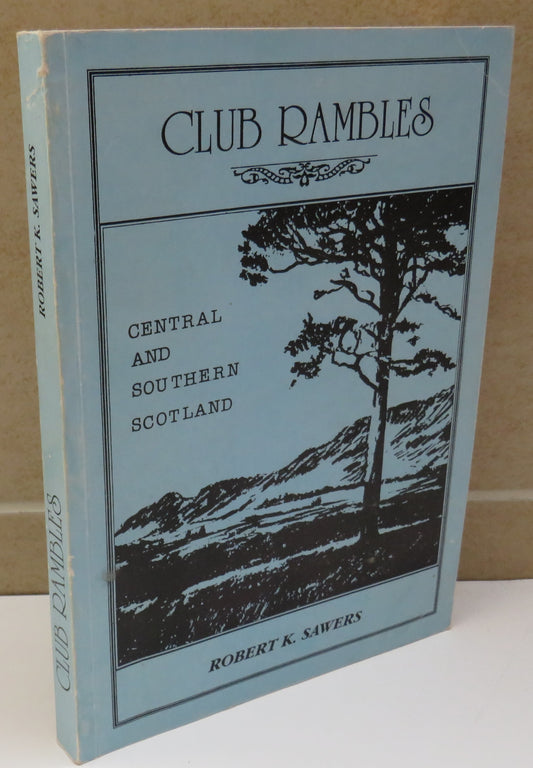 CLUB RAMBLES
CENTRAL
AND
SOUTHERN
SCOTLAND
ROBERT K. SAWERS
CLUB RAMBLES
ROBERT K. SAWERS